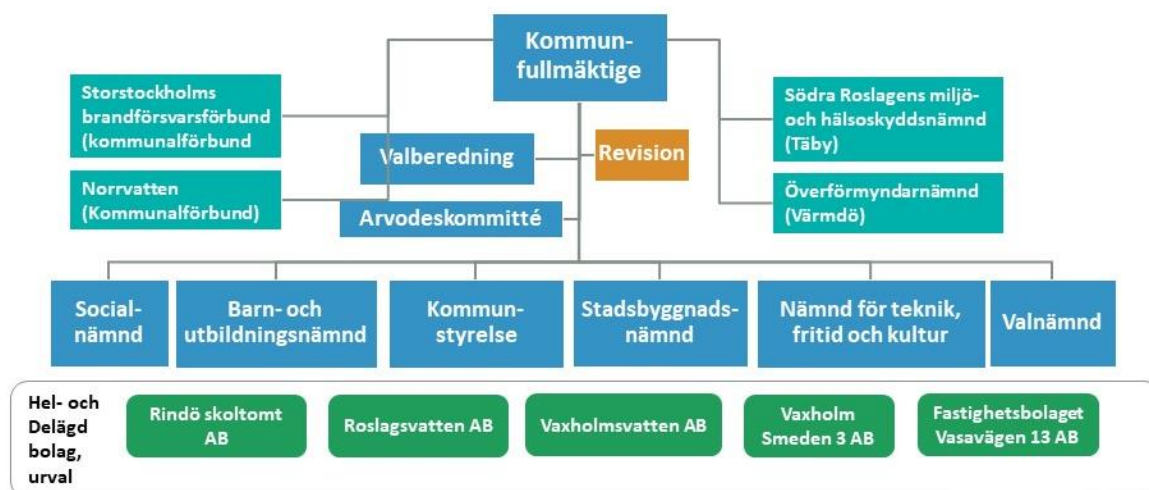 Kommun-
fullmäktige
Storstockholms
brandförsvarsförbund
(kommunalförbund
Södra Roslagens miljö-
och hälsoskyddsnämnd
(Täby)
Valberedning
Revision
Norrvatten
(Kommunalförbund)
Överförmyndarnämnd
(Värmdö)
Arvodeskommitté
Social-
nämnd
Barn- och
utbildningsnämnd
Kommun-
styrelse
Stadsbyggnads-
nämnd
Nämnd för teknik,
fritid och kultur
Valnämnd
Hel- och
Delägd
bolag,
urval
Rindö skoltomt
AB
Roslagsvatten AB
Vaxholmsvatten AB
Vaxholm
Smeden 3 AB
Fastighetsbolaget
Vasavägen 13 AB